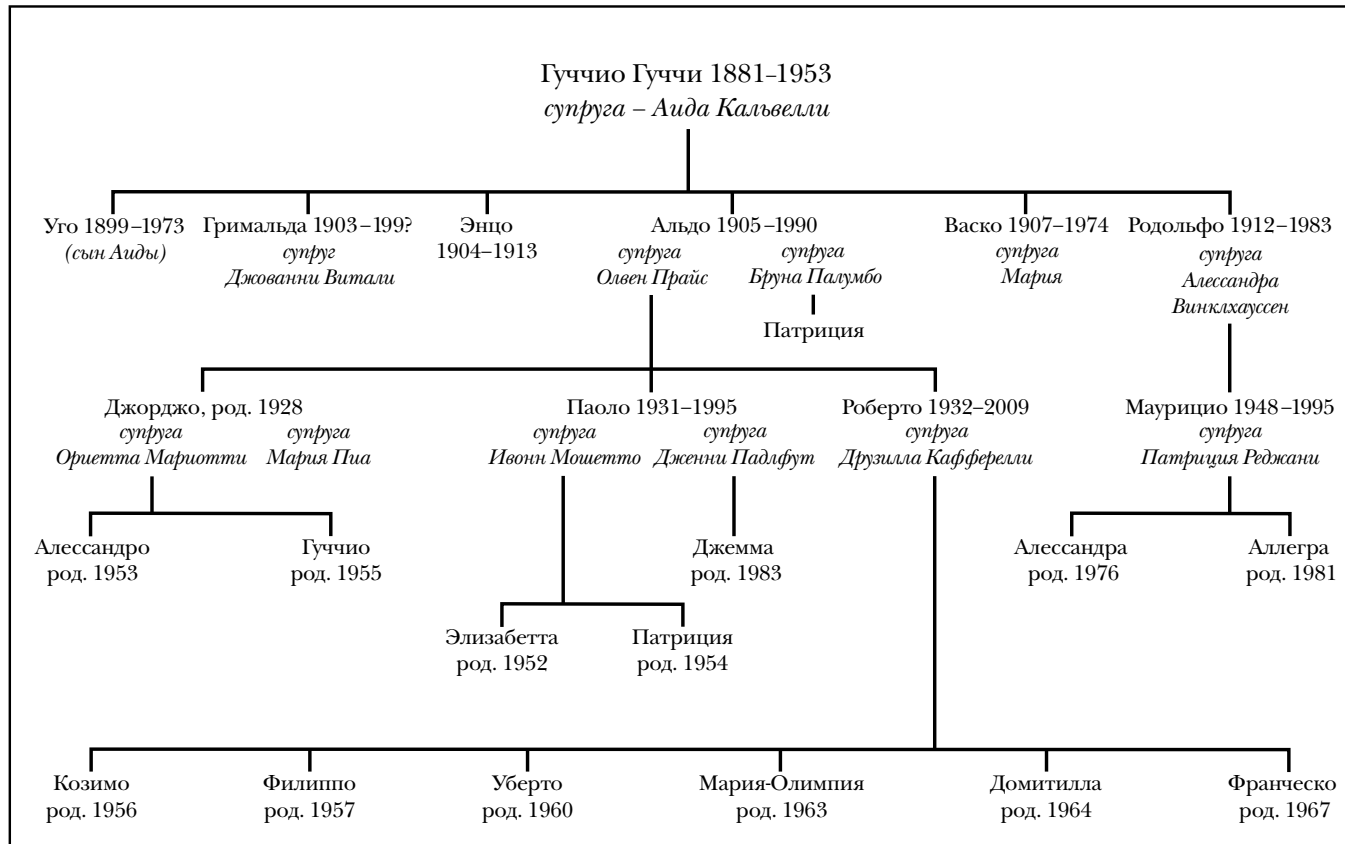 Гуччио Гуччи 1881–1953
супруга – Аида Кальвелли
Уго 1899–1973
(сын Аиды)
Гримальда 1903–199?
супруг
Джованни Витали
Энцо
1904–1913
Альдо 1905–1990
супруга
Олвен Прайс
супруга
Бруна Палумбо
Патриция
Васко 1907–1974
супруга
Мария
Родольфо 1912–1983
супруга
Алессандра
Винклхауссен
Джорджо, род. 1928
супруга
Ориетта Мариотти
супруга
Мария Пиа
Паоло 1931–1995
супруга
Ивонн Мошетто
супруга
Дженни Падлфут
Роберто 1932–2009
супруга
Друзилла Кафферелли
Маурицио 1948–1995
супруга
Патриция Реджани
Алессандро
род. 1953
Гуччио
род. 1955
Джемма
род. 1983
Алессандра
род. 1976
Аллегра
род. 1981
Элизабетта
род. 1952
Патриция
род. 1954
Козимо
род. 1956
Филиппо
род. 1957
Уберто
род. 1960
Мария-Олимпия
род. 1963
Домитилла
род. 1964
Франческо
род. 1967